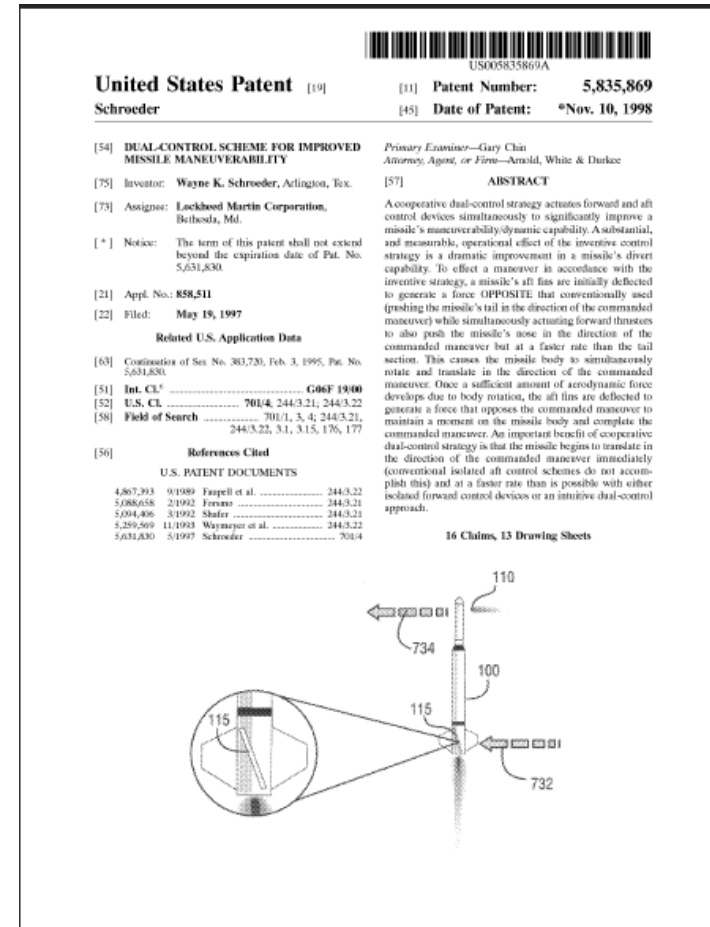 US005835869A
United States Patent [19]
Schroeder
[11] Patent Number: 5,835,869
[45] Date of Patent: *Nov. 10, 1998
[54] DUAL-CONTROL SCHEME FOR IMPROVED
MISSILE MANEUVERABILITY
[75] Inventor: Wayne K. Schroeder, Arlington, Tex.
[73] Assignee: Lockheed Martin Corporation,
Bethesda, Md.
[*] Notice: The term of this patent shall not extend
beyond the expiration date of Pat. No.
5,631,830.
[21] Appl. No.: 858,511
[22] Filed: May 19, 1997
Related U.S. Application Data
[63] Continuation of Ser. No. 383,720, Feb. 3, 1995, Pat. No.
5,631,830.
[51] Int. Cl.⁶ ................ G06F 19/00
[52] U.S. Cl. ................ 701/4; 244/3.21; 244/3.22
[58] Field of Search ................ 701/1, 3, 4; 244/3.21,
244/3.22, 3.1, 3.15, 176, 177
[56] References Cited
U.S. PATENT DOCUMENTS
4,867,393 9/1989 Faupell et al. ................ 244/3.22
5,088,658 2/1992 Forsmo ................ 244/3.21
5,094,406 3/1992 Shafer ................ 244/3.21
5,259,569 11/1993 Waymeyer et al. ................ 244/3.22
5,631,830 5/1997 Schroeder ................ 701/4
Primary Examiner—Gary Chin
Attorney, Agent, or Firm—Arnold, White & Durkee
[57] ABSTRACT
A cooperative dual-control strategy actuates forward and aft
control devices simultaneously to significantly improve a
missile's maneuverability/dynamic capability. A substantial,
and measurable, operational effect of the inventive control
strategy is a dramatic improvement in a missile's divert
capability. To effect a maneuver in accordance with the
inventive strategy, a missile's aft fins are initially deflected
to generate a force OPPOSITE that conventionally used
(pushing the missile's tail in the direction of the commanded
maneuver) while simultaneously actuating forward thrusters
to also push the missile's nose in the direction of the
commanded maneuver but at a faster rate than the tail
section. This causes the missile body to simultaneously
rotate and translate in the direction of the commanded
maneuver. Once a sufficient amount of aerodynamic force
develops due to body rotation, the aft fins are deflected to
generate a force that opposes the commanded maneuver to
maintain a moment on the missile body and complete the
commanded maneuver. An important benefit of cooperative
dual-control strategy is that the missile begins to translate in
the direction of the commanded maneuver immediately
(conventional isolated aft control schemes do not accom-
plish this) and at a faster rate than is possible with either
isolated forward control devices or an intuitive dual-control
approach.
16 Claims, 13 Drawing Sheets
110
734
100
115
115
732